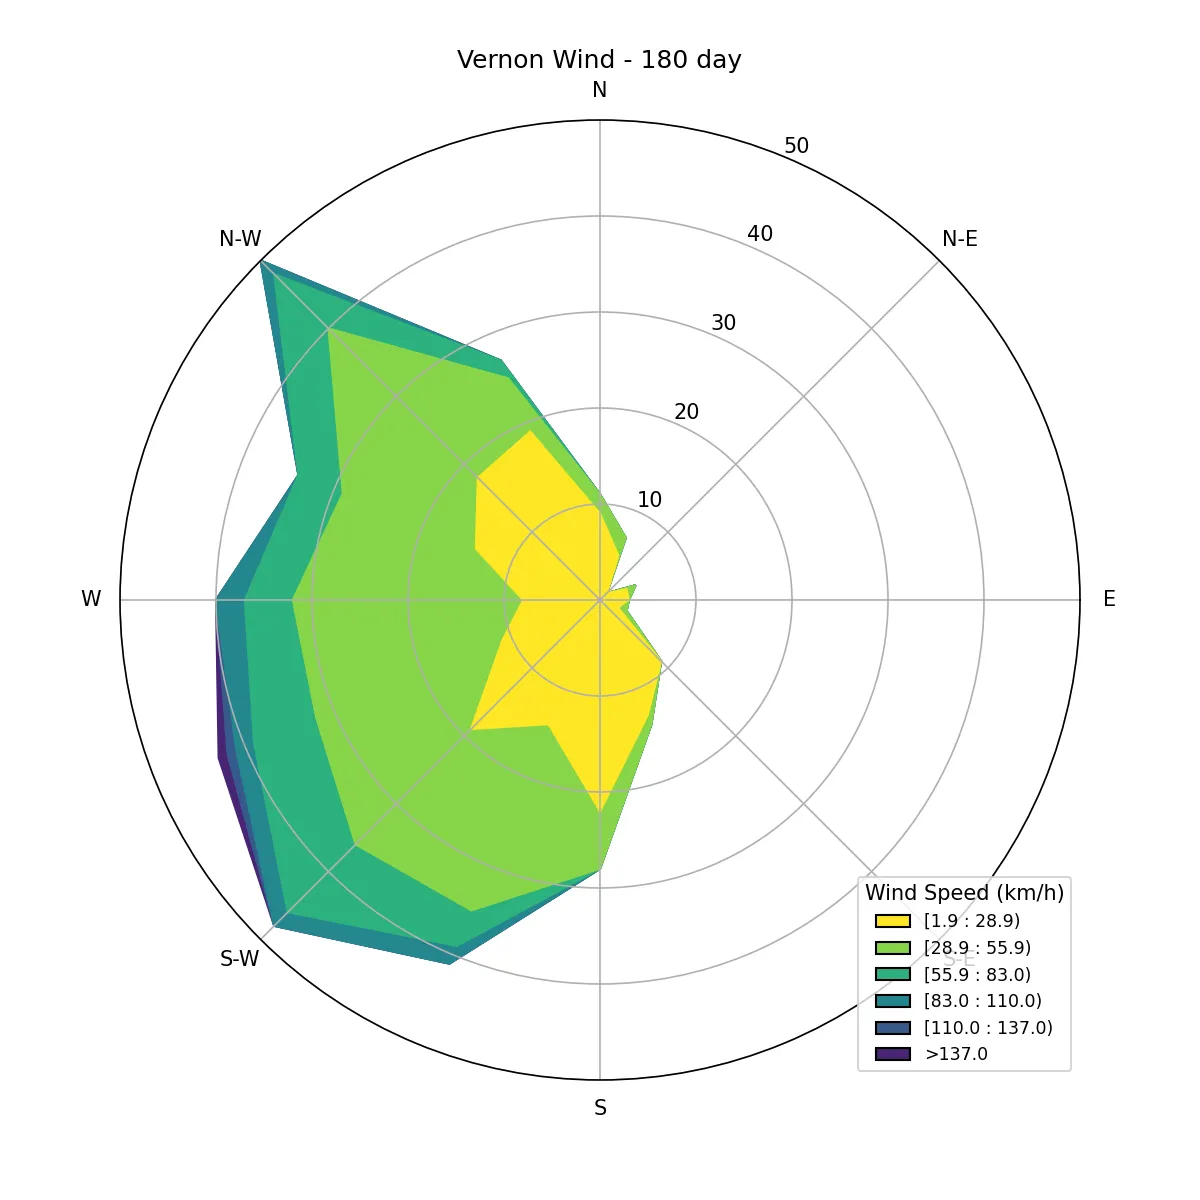 Vernon Wind - 180 day
N
50
N-W
N-E
40
30
20
10
W
E
S-W
S-E
S
Wind Speed (km/h)
[1.9 : 28.9)
[28.9 : 55.9)
[55.9 : 83.0)
[83.0 : 110.0)
[110.0 : 137.0)
>137.0